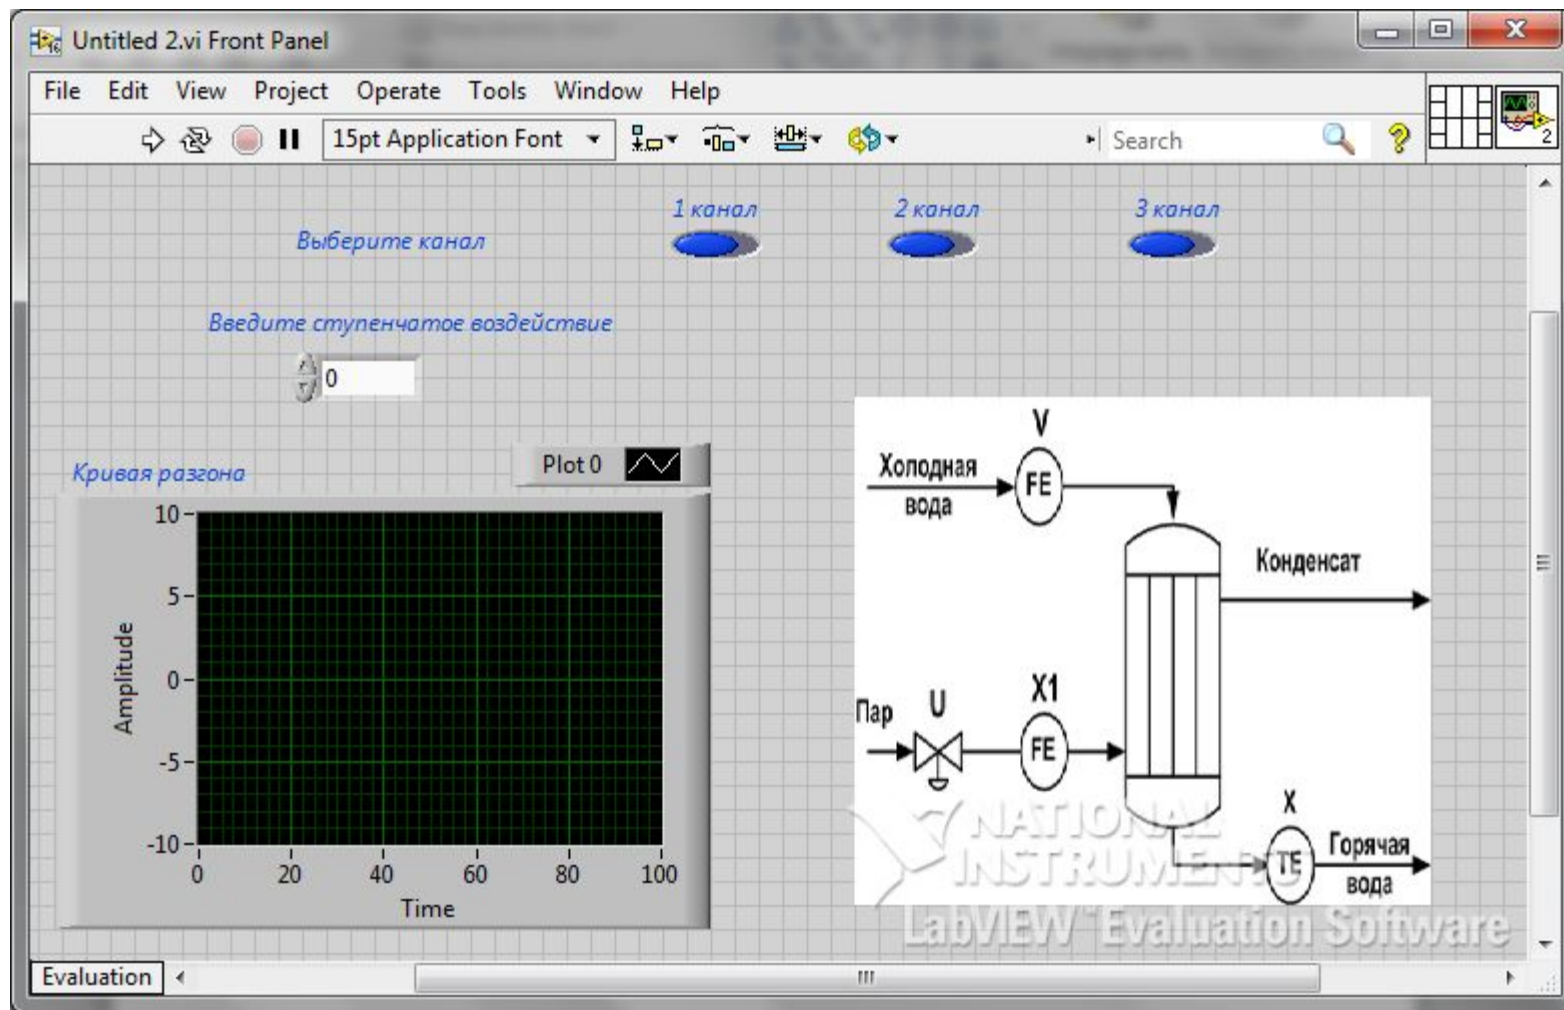 Untitled 2.vi Front Panel
File Edit View Project Operate Tools Window Help
15pt Application Font
Search
2
1 канал 2 канал 3 канал
Выберите канал
Введите ступенчатое воздействие
0
Кривая разгона
Plot 0
10
5
0
-5
-10
Amplitude
0 20 40 60 80 100
Time
V
Холодная
вода
FE
Конденсат
Пар
U
X1
FE
X
TE
Горячая
вода
NATIONAL
INSTRUMENTS
LabVIEW™ Evaluation Software
Evaluation